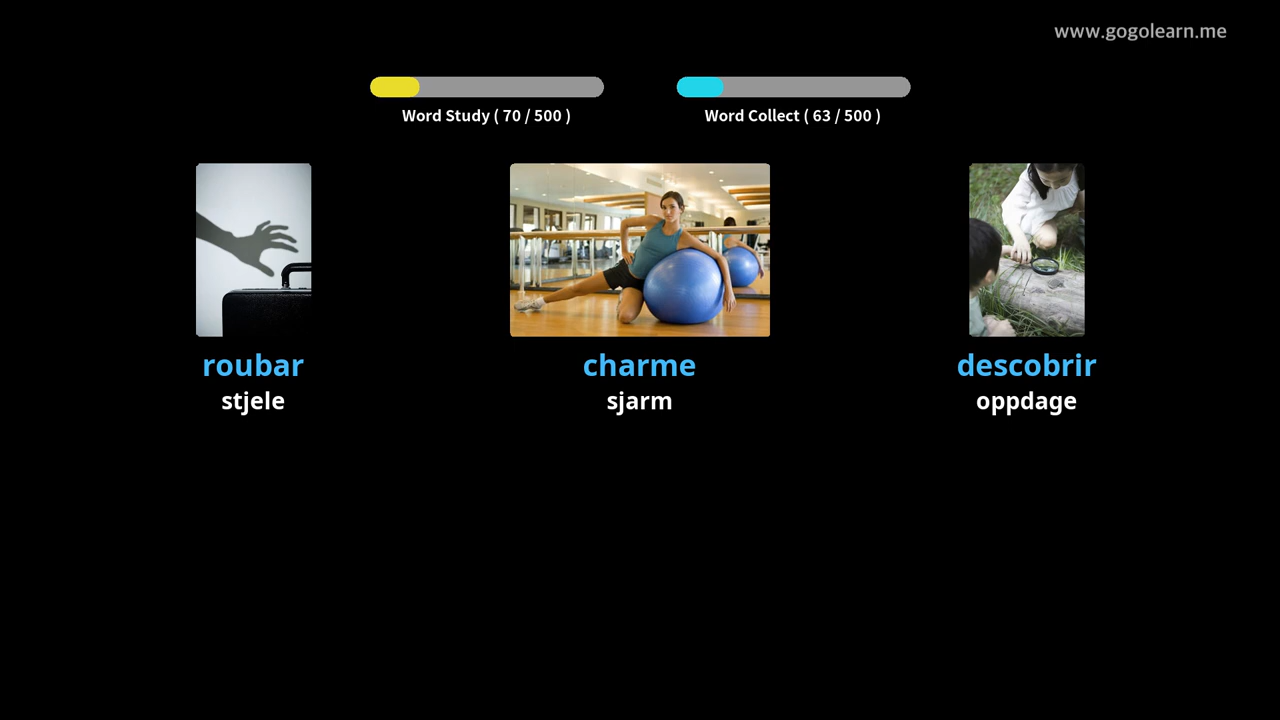 www.gogolearn.me
Word Study ( 70 / 500 )
Word Collect ( 63 / 500 )
roubar
stjele
charme
sjarm
descobrir
oppdage